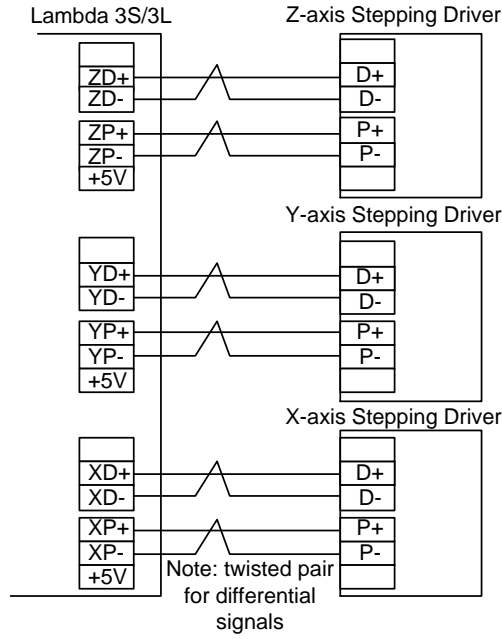 Lambda 3S/3L
Z-axis Stepping Driver
ZD+
D+
ZD-
D-
ZP+
P+
ZP-
P-
+5V
Y-axis Stepping Driver
YD+
D+
YD-
D-
YP+
P+
YP-
P-
+5V
X-axis Stepping Driver
XD+
D+
XD-
D-
XP+
P+
XP-
P-
+5V
Note: twisted pair
for differential
signals